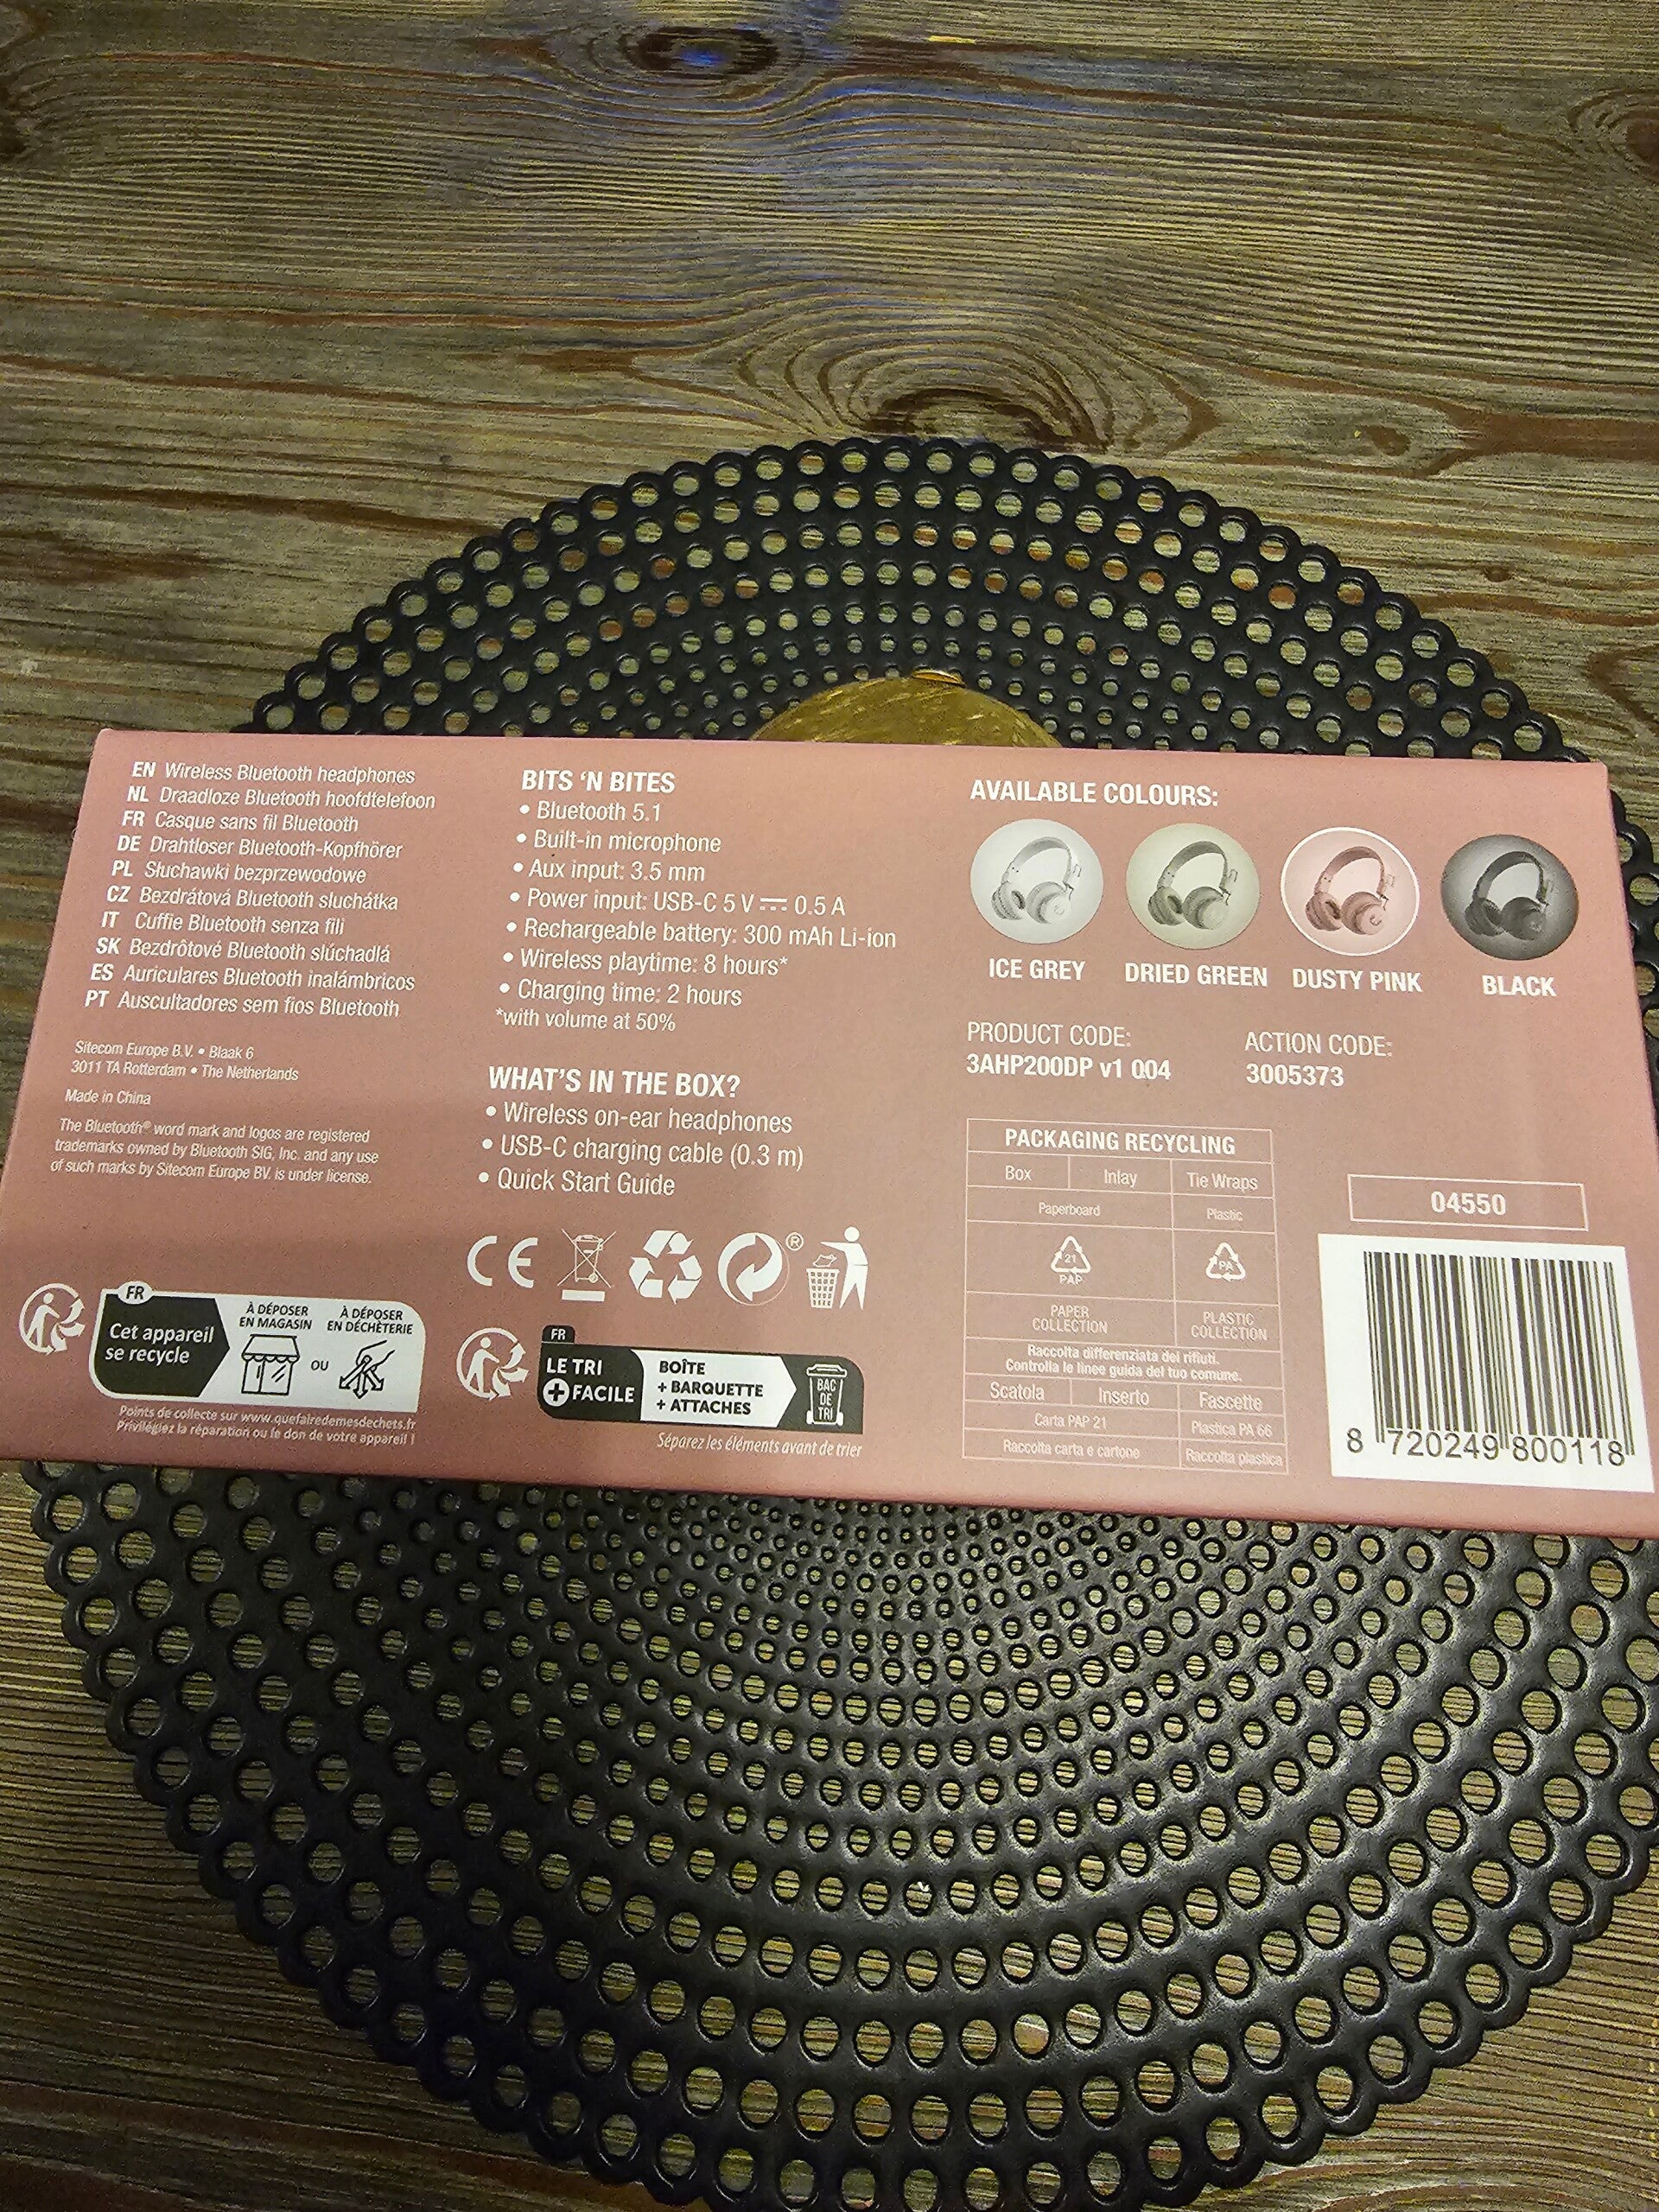 EN Wireless Bluetooth headphones
NL Draadloze Bluetooth hoofdtelefoon
FR Casque sans fil Bluetooth
DE Drahtloser Bluetooth-Kopfhörer
PL Słuchawki bezprzewodowe
CZ Bezdrátová Bluetooth sluchátka
IT Cuffie Bluetooth senza fili
SK Bezdrôtové Bluetooth slúchadlá
ES Auriculares Bluetooth inalámbricos
PT Auscultadores sem fios Bluetooth
Sitecom Europe B.V. • Blaak 6
3011 TA Rotterdam • The Netherlands
Made in China
The Bluetooth® word mark and logos are registered
trademarks owned by Bluetooth SIG, Inc. and any use
of such marks by Sitecom Europe BV. is under license.
FR
Cet appareil
se recycle
À DÉPOSER
EN MAGASIN
OU
À DÉPOSER
EN DÉCHÈTERIE
Points de collecte sur www.quefairedemesdechets.fr
Privilégiez la réparation ou le don de votre appareil !
BITS 'N BITES
• Bluetooth 5.1
• Built-in microphone
• Aux input: 3.5 mm
• Power input: USB-C 5 V ⎓ 0.5 A
• Rechargeable battery: 300 mAh Li-ion
• Wireless playtime: 8 hours*
• Charging time: 2 hours
*with volume at 50%
WHAT'S IN THE BOX?
• Wireless on-ear headphones
• USB-C charging cable (0.3 m)
• Quick Start Guide
CE
®
FR
LE TRI
+ FACILE
BOÎTE
+ BARQUETTE
+ ATTACHES
BAC
DE
TRI
Séparez les éléments avant de trier
AVAILABLE COLOURS:
ICE GREY DRIED GREEN DUSTY PINK BLACK
PRODUCT CODE:
3AHP200DP v1 004
ACTION CODE:
3005373
PACKAGING RECYCLING
Box Inlay Tie Wraps
Paperboard Plastic
21
PAP
PA
PAPER
COLLECTION
PLASTIC
COLLECTION
Raccolta differenziata dei rifiuti.
Controlla le linee guida del tuo comune.
Scatola Inserto Fascette
Carta PAP 21 Plastica PA 66
Raccolta carta e cartone Raccolta plastica
04550
8 720249 800118